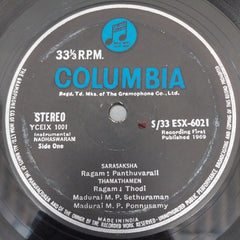 33⅓ R.P.M.
COLUMBIA
Regd. Td. Mks. of The Gramophone Co., Ltd.
STEREO
YCEIX 1001
Instrumental
NADHASWARAM
Side One
S/33 ESX-6021
Recording First
Published 1969
SARASAKSHA
Ragam: Panthuvarali
THAMATHAMEN
Ragam: Thodi
Madurai M. P. Sethuraman
Madurai M. P. Ponnusamy
MADE IN INDIA